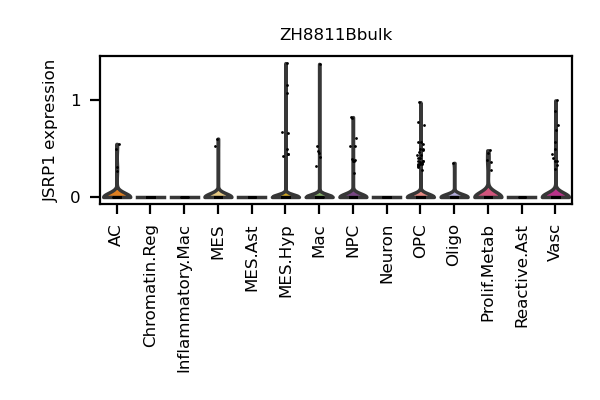 ZH8811Bbulk
JSRP1 expression
1
0
AC
Chromatin.Reg
Inflammatory.Mac
MES
MES.Ast
MES.Hyp
Mac
NPC
Neuron
OPC
Oligo
Prolif.Metab
Reactive.Ast
Vasc